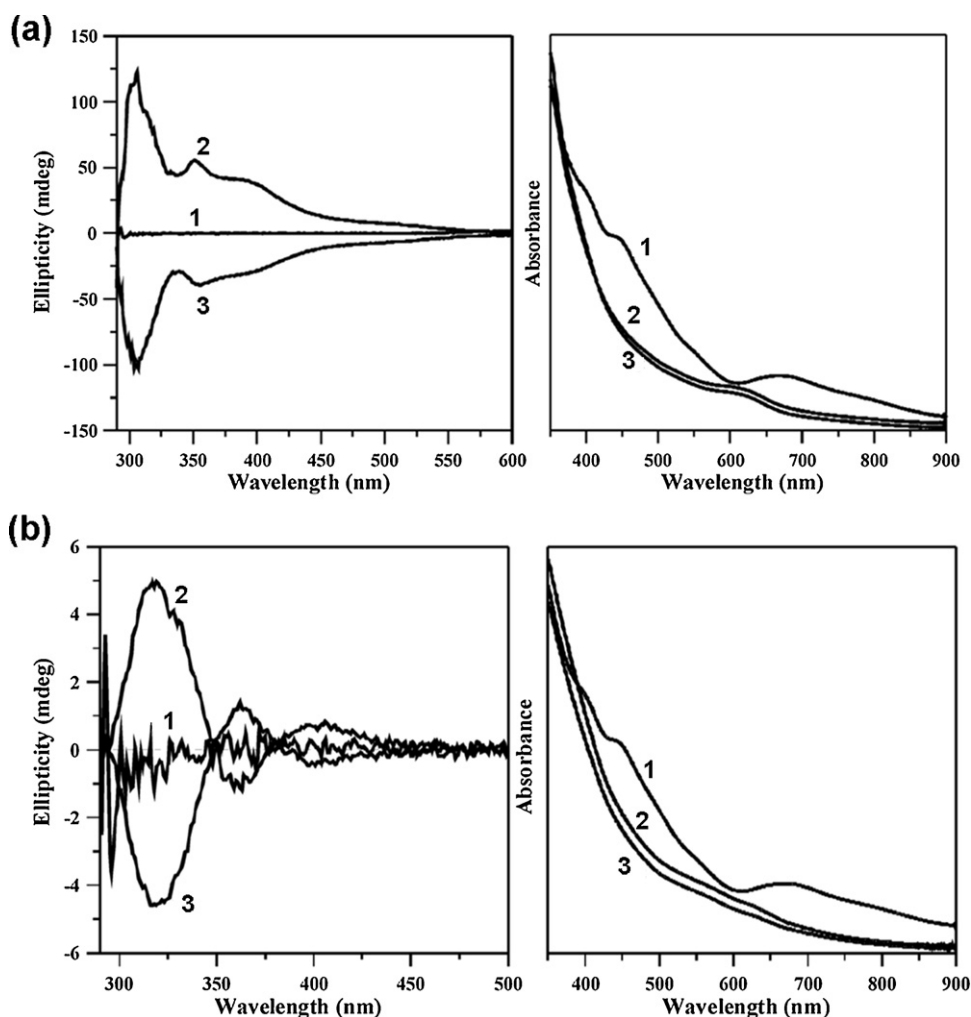 (a)
150
100
50
0
-50
-100
-150
Ellipticity (mdeg)
2
1
3
300 350 400 450 500 550 600
Wavelength (nm)
Absorbance
1
2
3
400 500 600 700 800 900
Wavelength (nm)
(b)
6
4
2
0
-2
-4
-6
Ellipticity (mdeg)
2
1
3
300 350 400 450 500
Wavelength (nm)
Absorbance
1
2
3
400 500 600 700 800 900
Wavelength (nm)